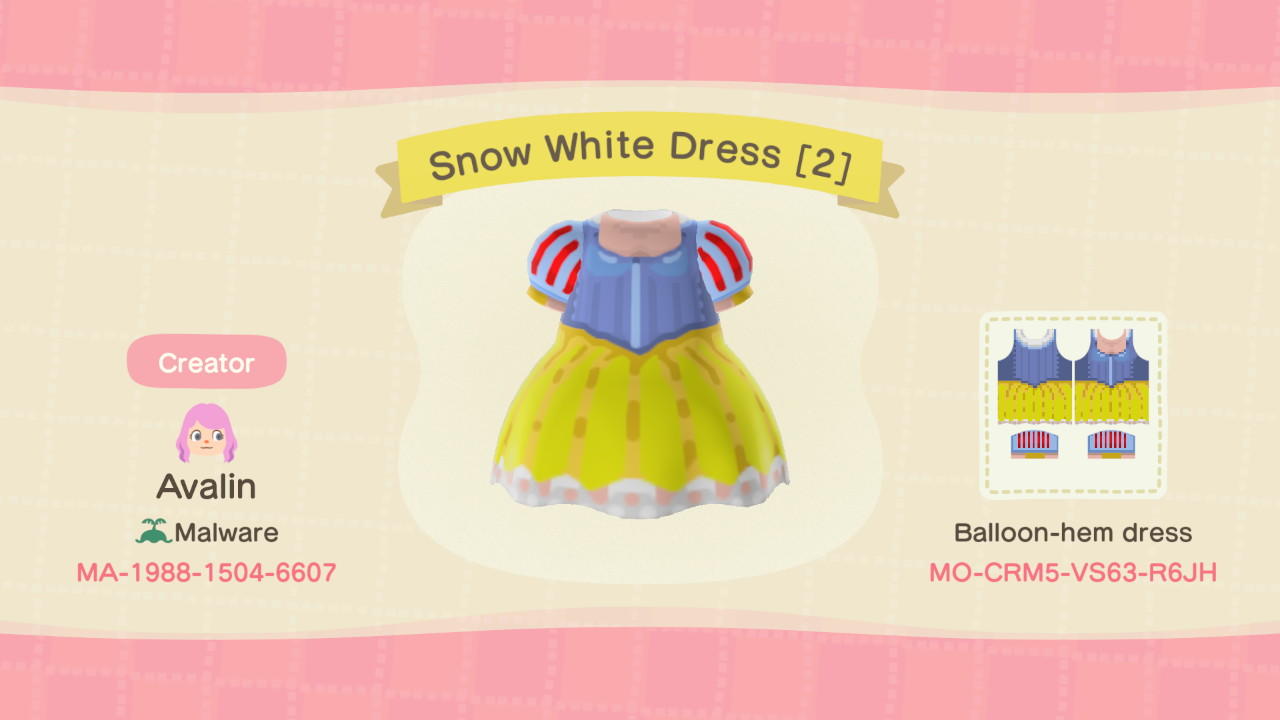 Snow White Dress [2]
Creator
Avalin
Malware
MA-1988-1504-6607
Balloon-hem dress
MO-CRM5-VS63-R6JH